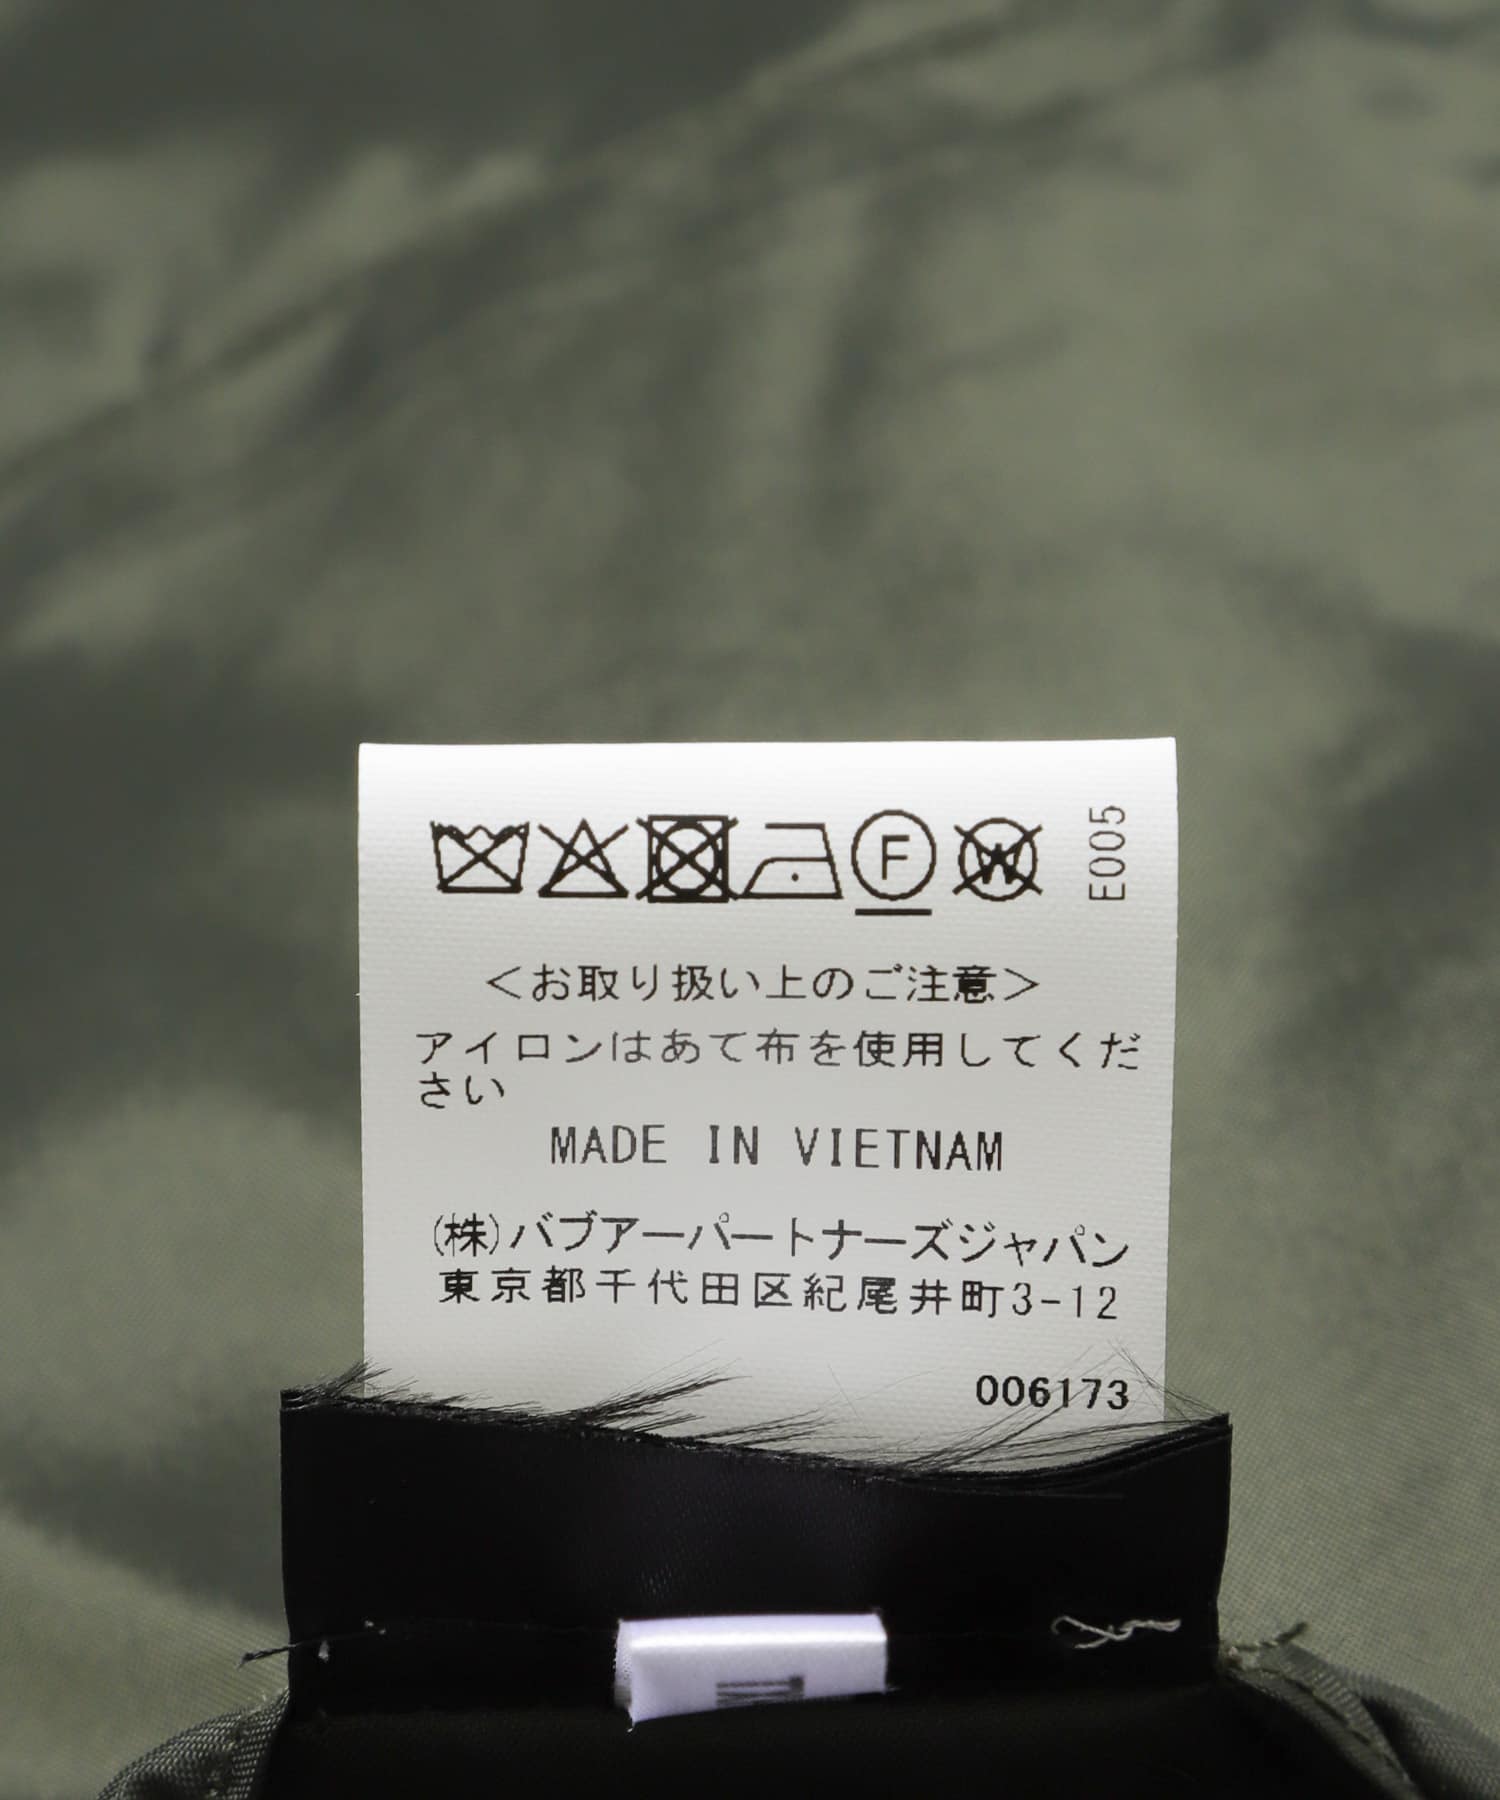 F W E005
<お取り扱い上のご注意>
アイロンはあて布を使用してくだ
さい
MADE IN VIETNAM
(株)バブアーパートナーズジャパン
東京都千代田区紀尾井町3-12
006173